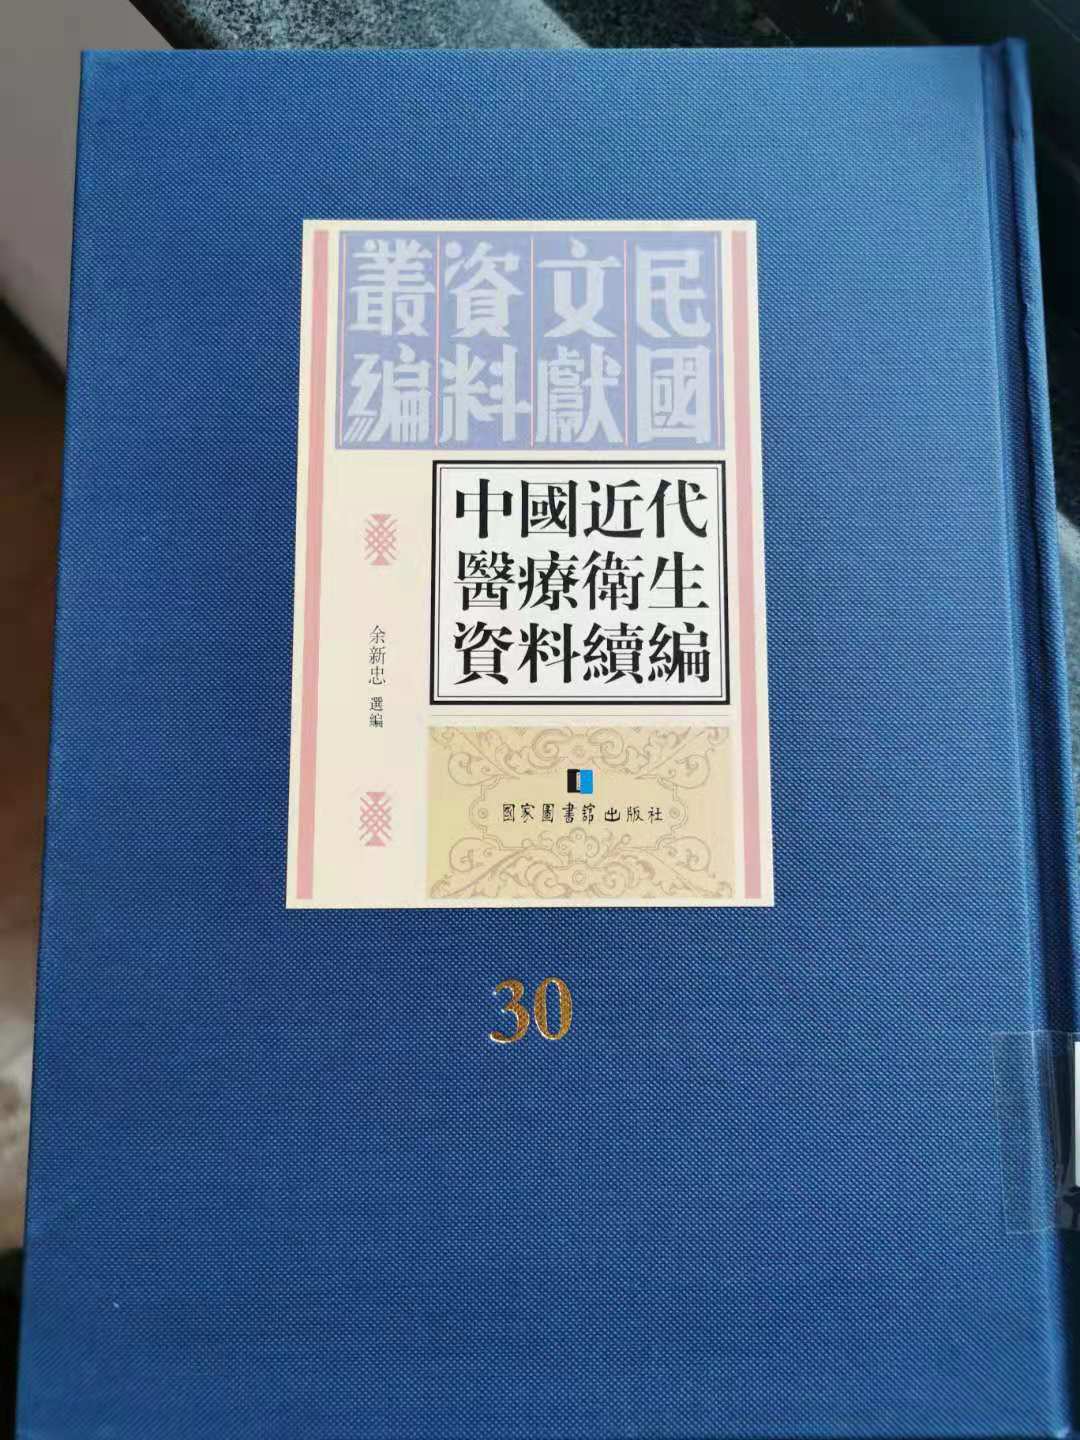 民國
文獻
資料
叢編
中國近代
醫療衛生
資料續編
余新忠 選編
國家圖書館出版社
30